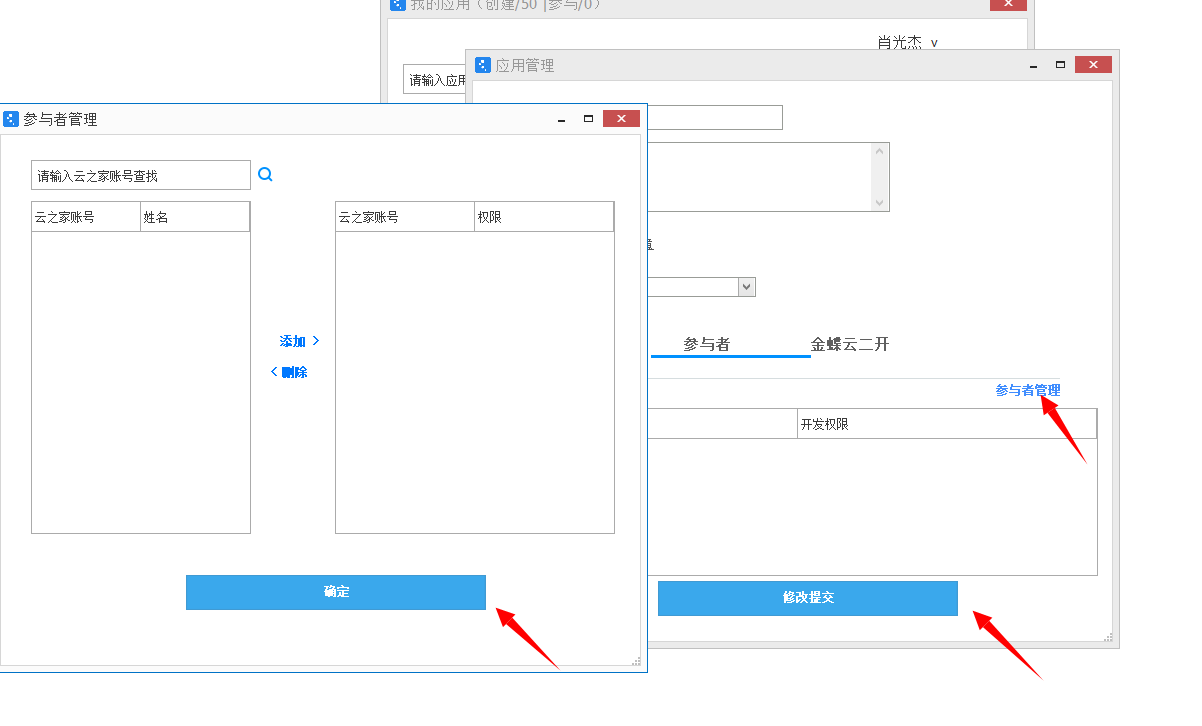 我的应用（创建/50 |参与/0）
肖光杰 v
应用管理
请输入应用
参与者管理
请输入云之家账号查找
云之家账号 姓名
云之家账号 权限
添加 >
< 删除
确定
参与者 金蝶云二开
参与者管理
开发权限
修改提交